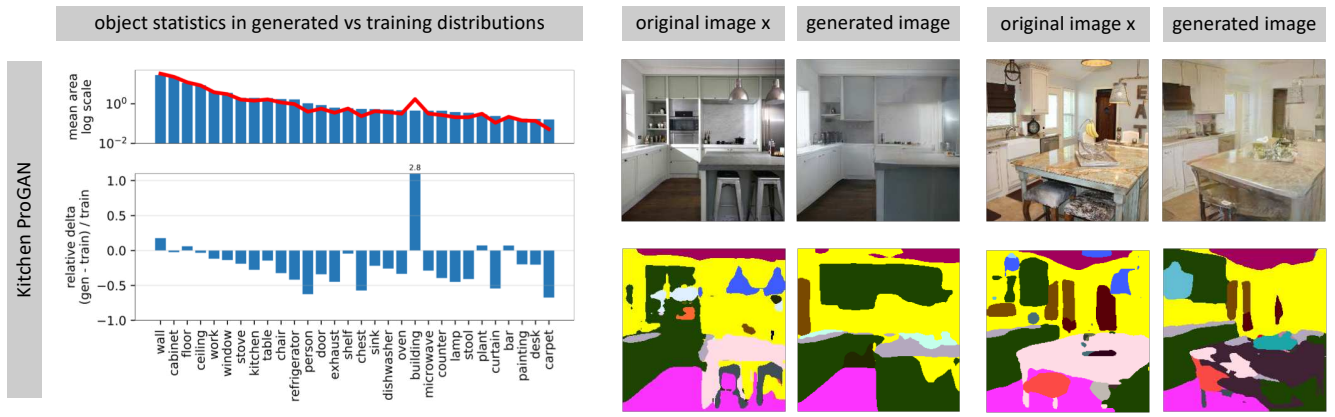 object statistics in generated vs training distributions
original image x
generated image
original image x
generated image
Kitchen ProGAN
mean area
log scale
10⁰
10⁻²
relative delta
(gen - train) / train
1.0
0.5
0.0
−0.5
−1.0
2.8
wall
cabinet
floor
ceiling
work
window
stove
kitchen
table
chair
refrigerator
person
door
exhaust
shelf
chest
sink
dishwasher
oven
building
microwave
counter
lamp
stool
plant
curtain
bar
painting
desk
carpet